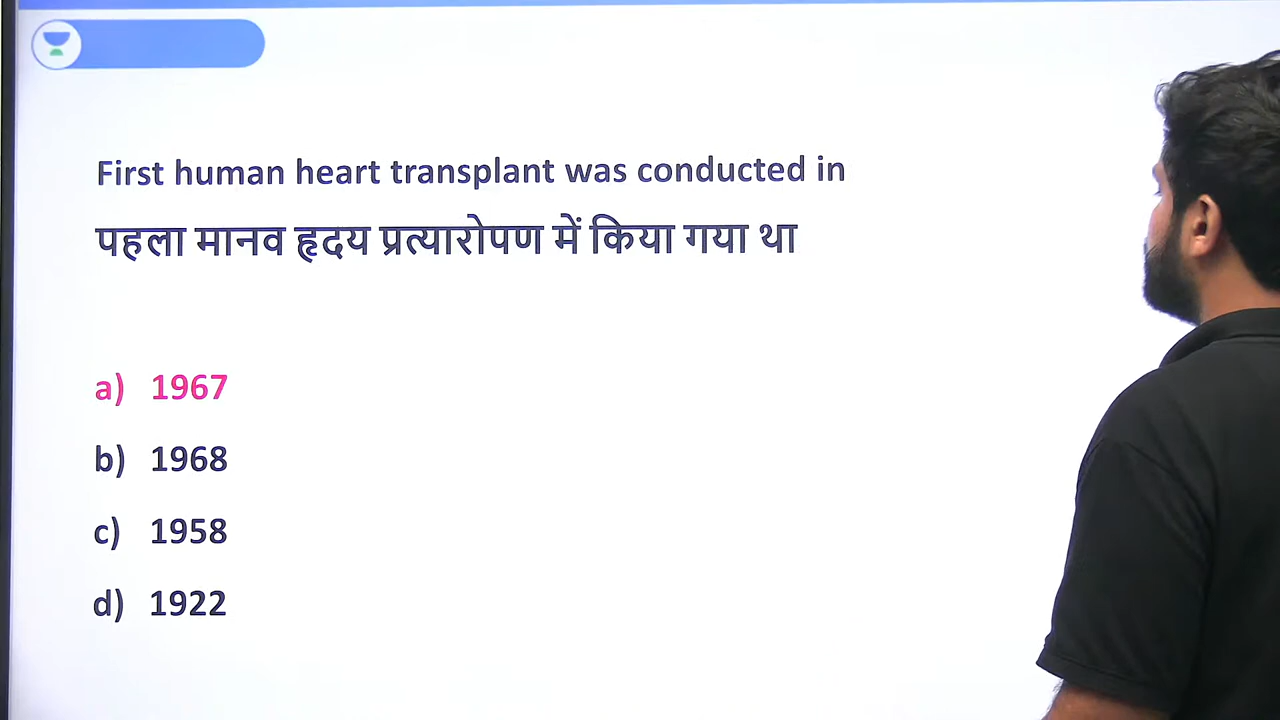 First human heart transplant was conducted in
पहला मानव हृदय प्रत्यारोपण में किया गया था
a) 1967
b) 1968
c) 1958
d) 1922